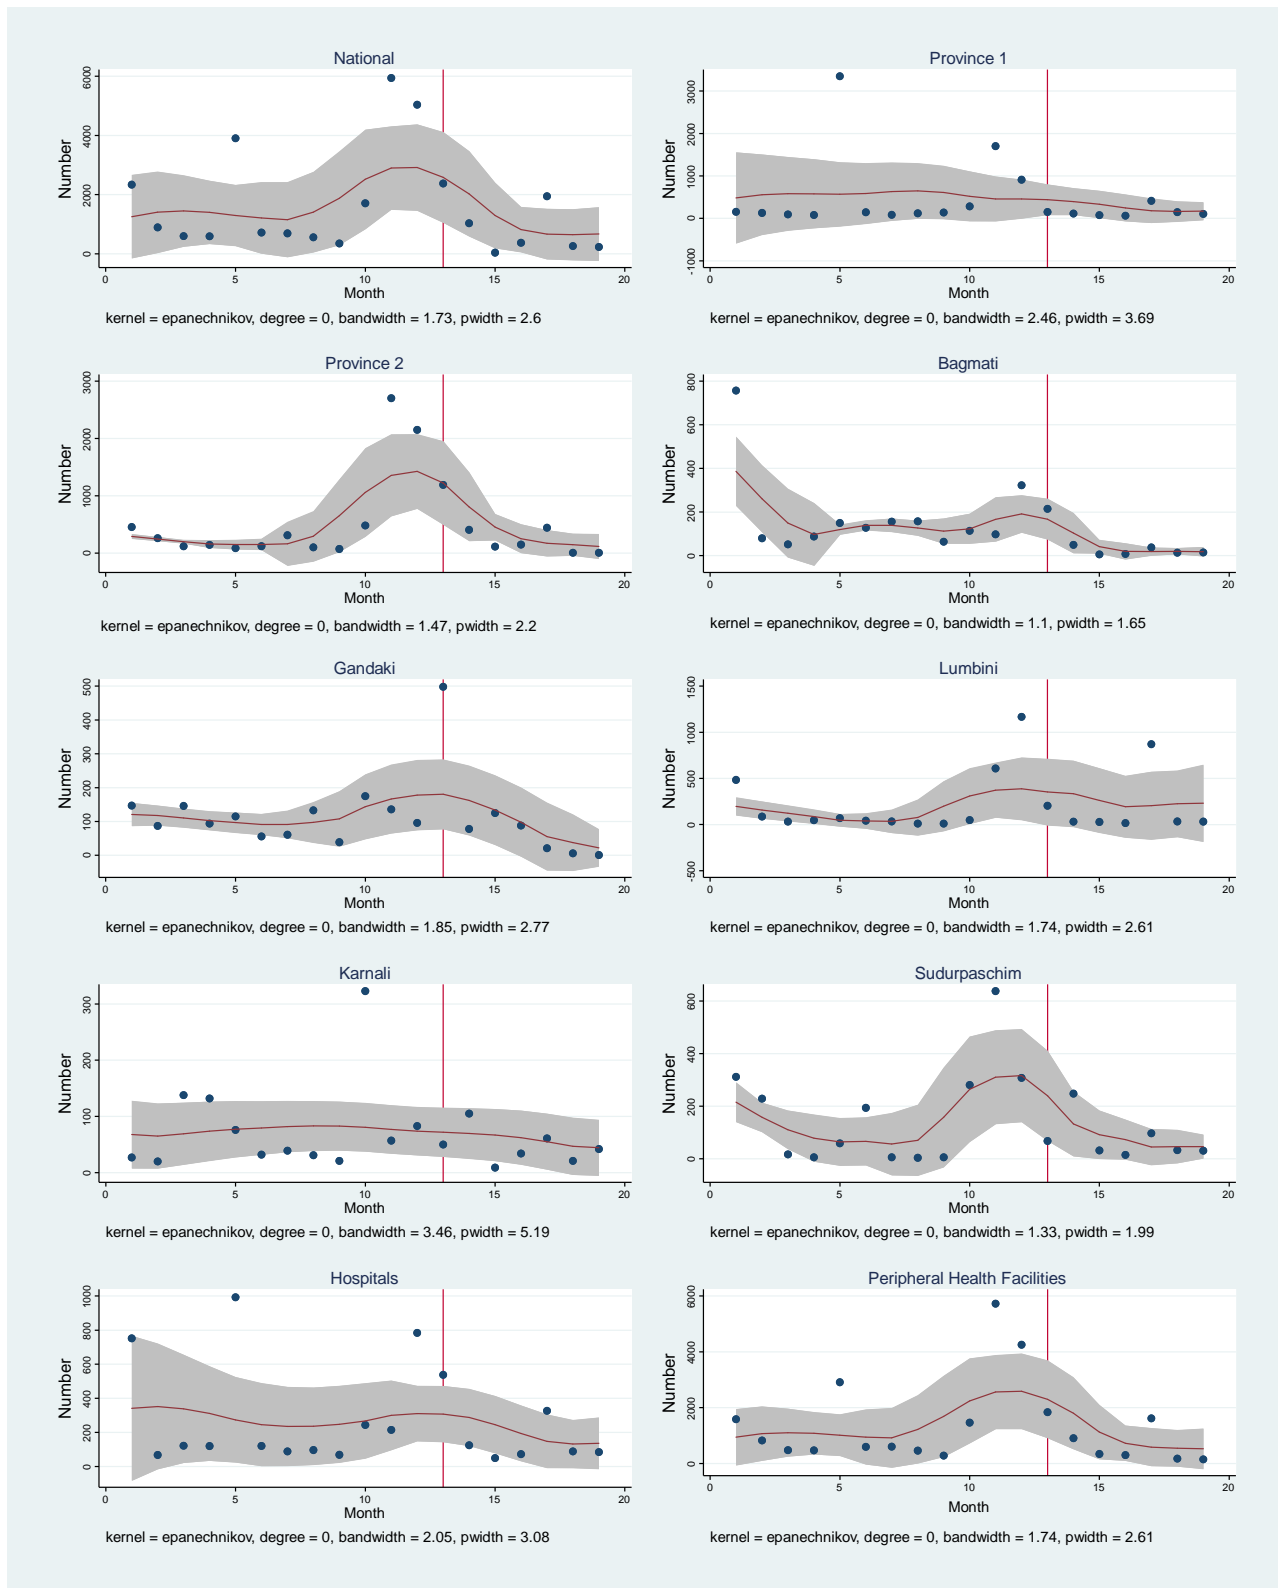 National
Number
6000
4000
2000
0
0 5 10 15 20
Month
kernel = epanechnikov, degree = 0, bandwidth = 1.73, pwidth = 2.6
Province 1
Number
3000
2000
1000
0
-1000
0 5 10 15 20
Month
kernel = epanechnikov, degree = 0, bandwidth = 2.46, pwidth = 3.69
Province 2
Number
3000
2000
1000
0
0 5 10 15 20
Month
kernel = epanechnikov, degree = 0, bandwidth = 1.47, pwidth = 2.2
Bagmati
Number
800
600
400
200
0
0 5 10 15 20
Month
kernel = epanechnikov, degree = 0, bandwidth = 1.1, pwidth = 1.65
Gandaki
Number
500
400
300
200
100
0
0 5 10 15 20
Month
kernel = epanechnikov, degree = 0, bandwidth = 1.85, pwidth = 2.77
Lumbini
Number
1500
1000
500
0
-500
0 5 10 15 20
Month
kernel = epanechnikov, degree = 0, bandwidth = 1.74, pwidth = 2.61
Karnali
Number
300
200
100
0
0 5 10 15 20
Month
kernel = epanechnikov, degree = 0, bandwidth = 3.46, pwidth = 5.19
Sudurpaschim
Number
600
400
200
0
0 5 10 15 20
Month
kernel = epanechnikov, degree = 0, bandwidth = 1.33, pwidth = 1.99
Hospitals
Number
1000
800
600
400
200
0
0 5 10 15 20
Month
kernel = epanechnikov, degree = 0, bandwidth = 2.05, pwidth = 3.08
Peripheral Health Facilities
Number
6000
4000
2000
0
0 5 10 15 20
Month
kernel = epanechnikov, degree = 0, bandwidth = 1.74, pwidth = 2.61